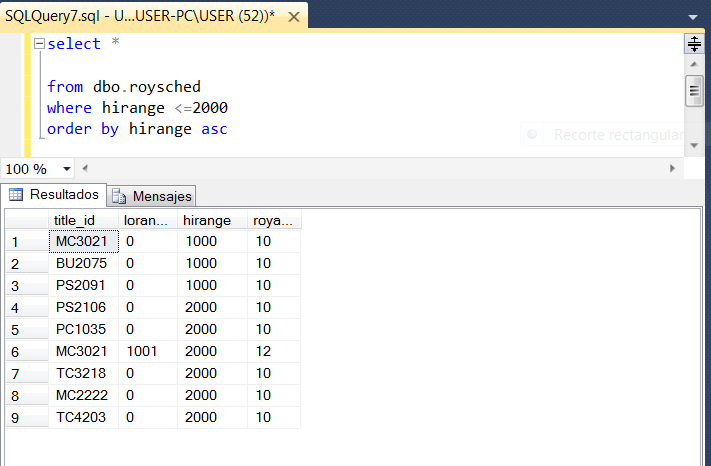 SQLQuery7.sql - U...USER-PC\USER (52))*
select *
from dbo.roysched
where hirange <=2000
order by hirange asc
Recorte rectangular
100 %
Resultados Mensajes
title_id loran... hirange roya...
1 MC3021 0 1000 10
2 BU2075 0 1000 10
3 PS2091 0 1000 10
4 PS2106 0 2000 10
5 PC1035 0 2000 10
6 MC3021 1001 2000 12
7 TC3218 0 2000 10
8 MC2222 0 2000 10
9 TC4203 0 2000 10